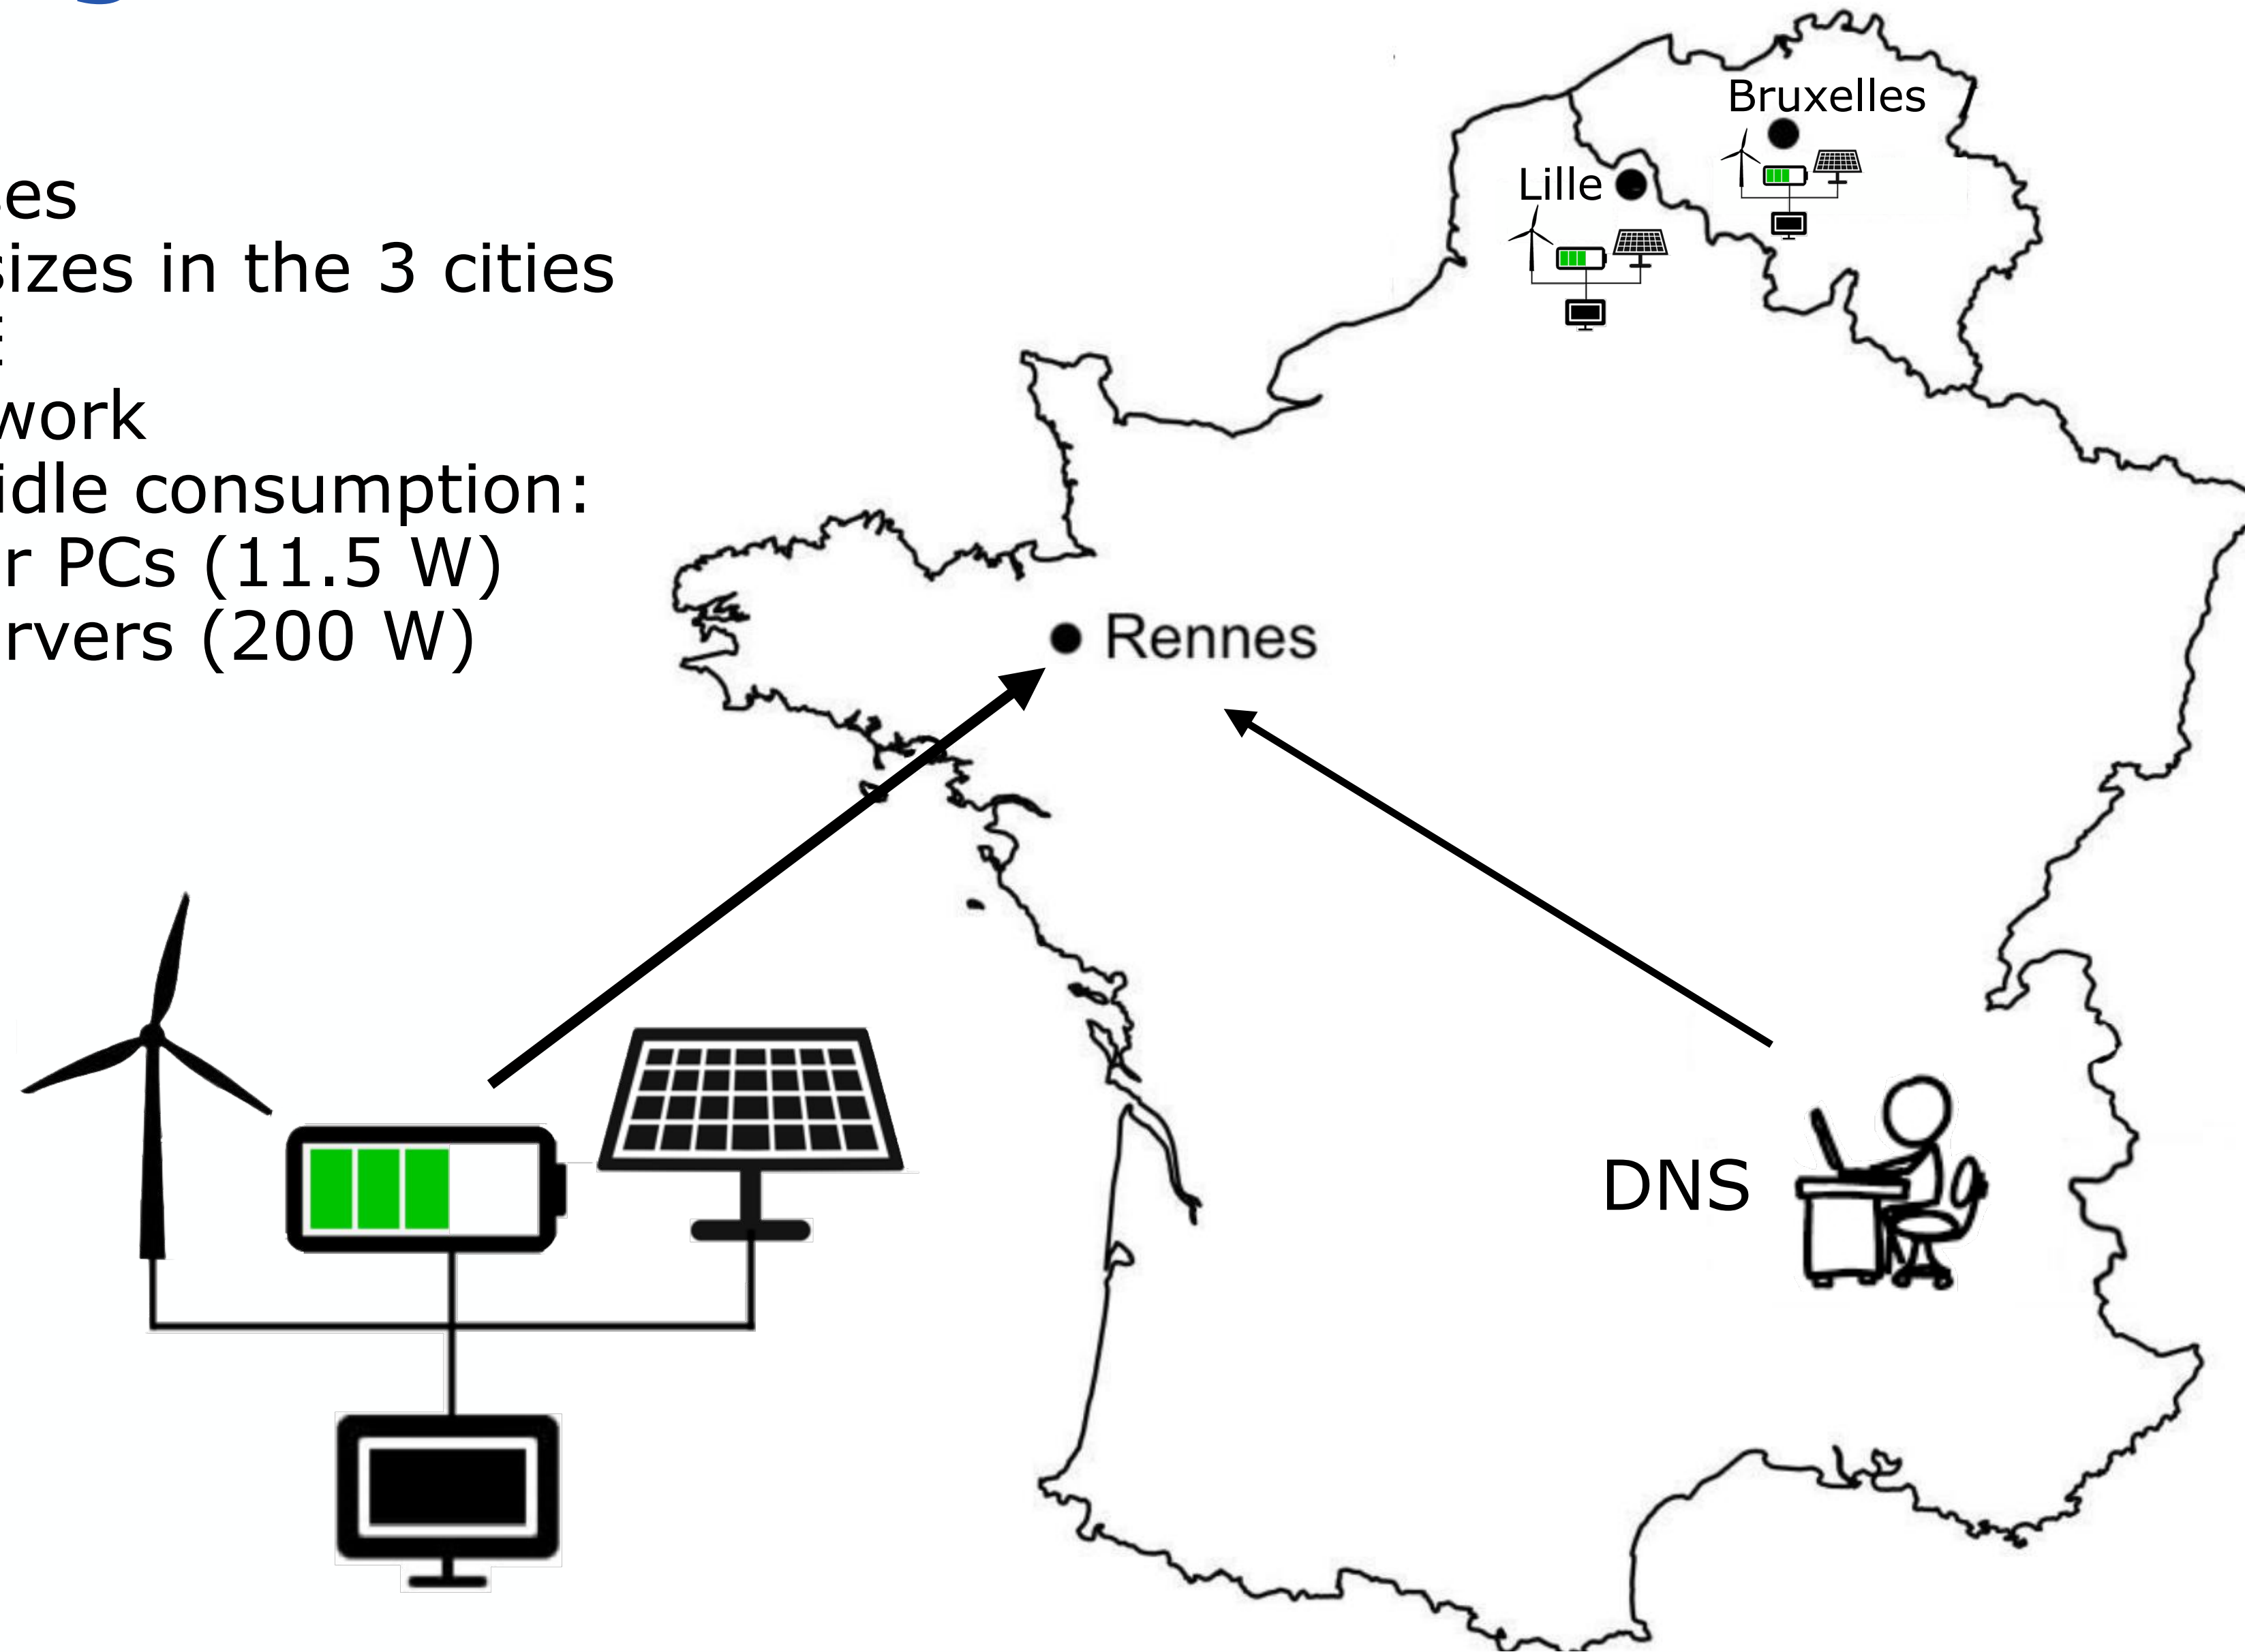 es
sizes in the 3 cities
work
idle consumption:
r PCs (11.5 W)
rvers (200 W)
Bruxelles
Lille
Rennes
DNS